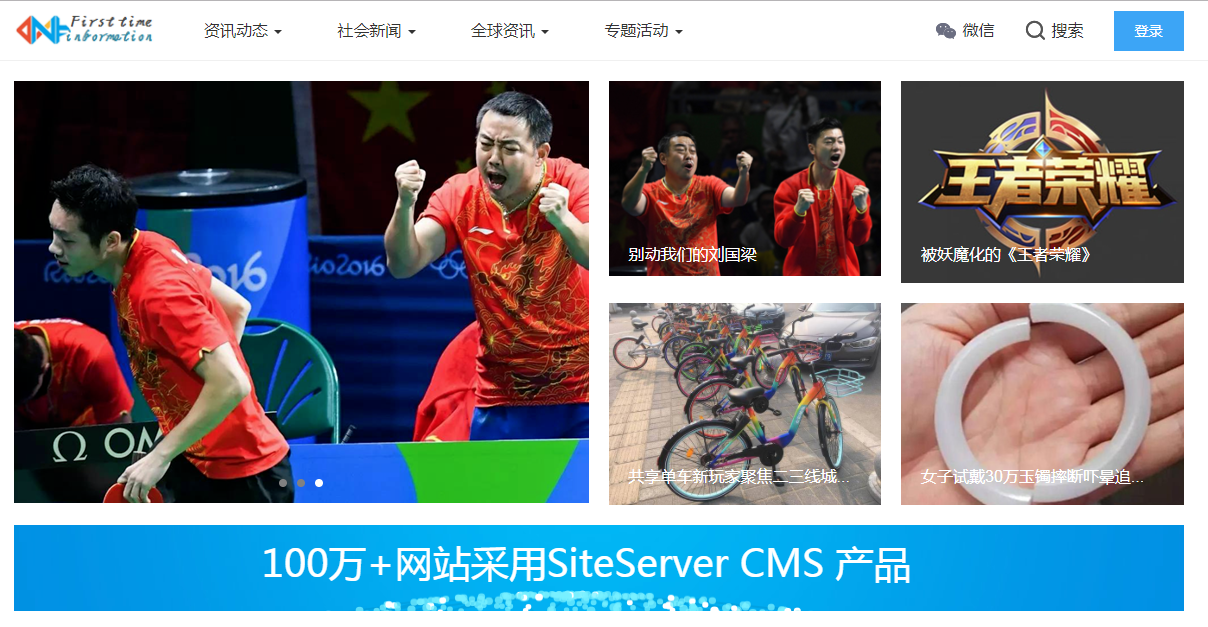 First time
inbormation
资讯动态
社会新闻
全球资讯
专题活动
微信
搜索
登录
2016
Rio2016
Ω OM
别动我们的刘国梁
王者荣耀
被妖魔化的《王者荣耀》
共享单车新玩家聚焦二三线城...
女子试戴30万玉镯摔断吓晕追...
100万+网站采用SiteServer CMS 产品